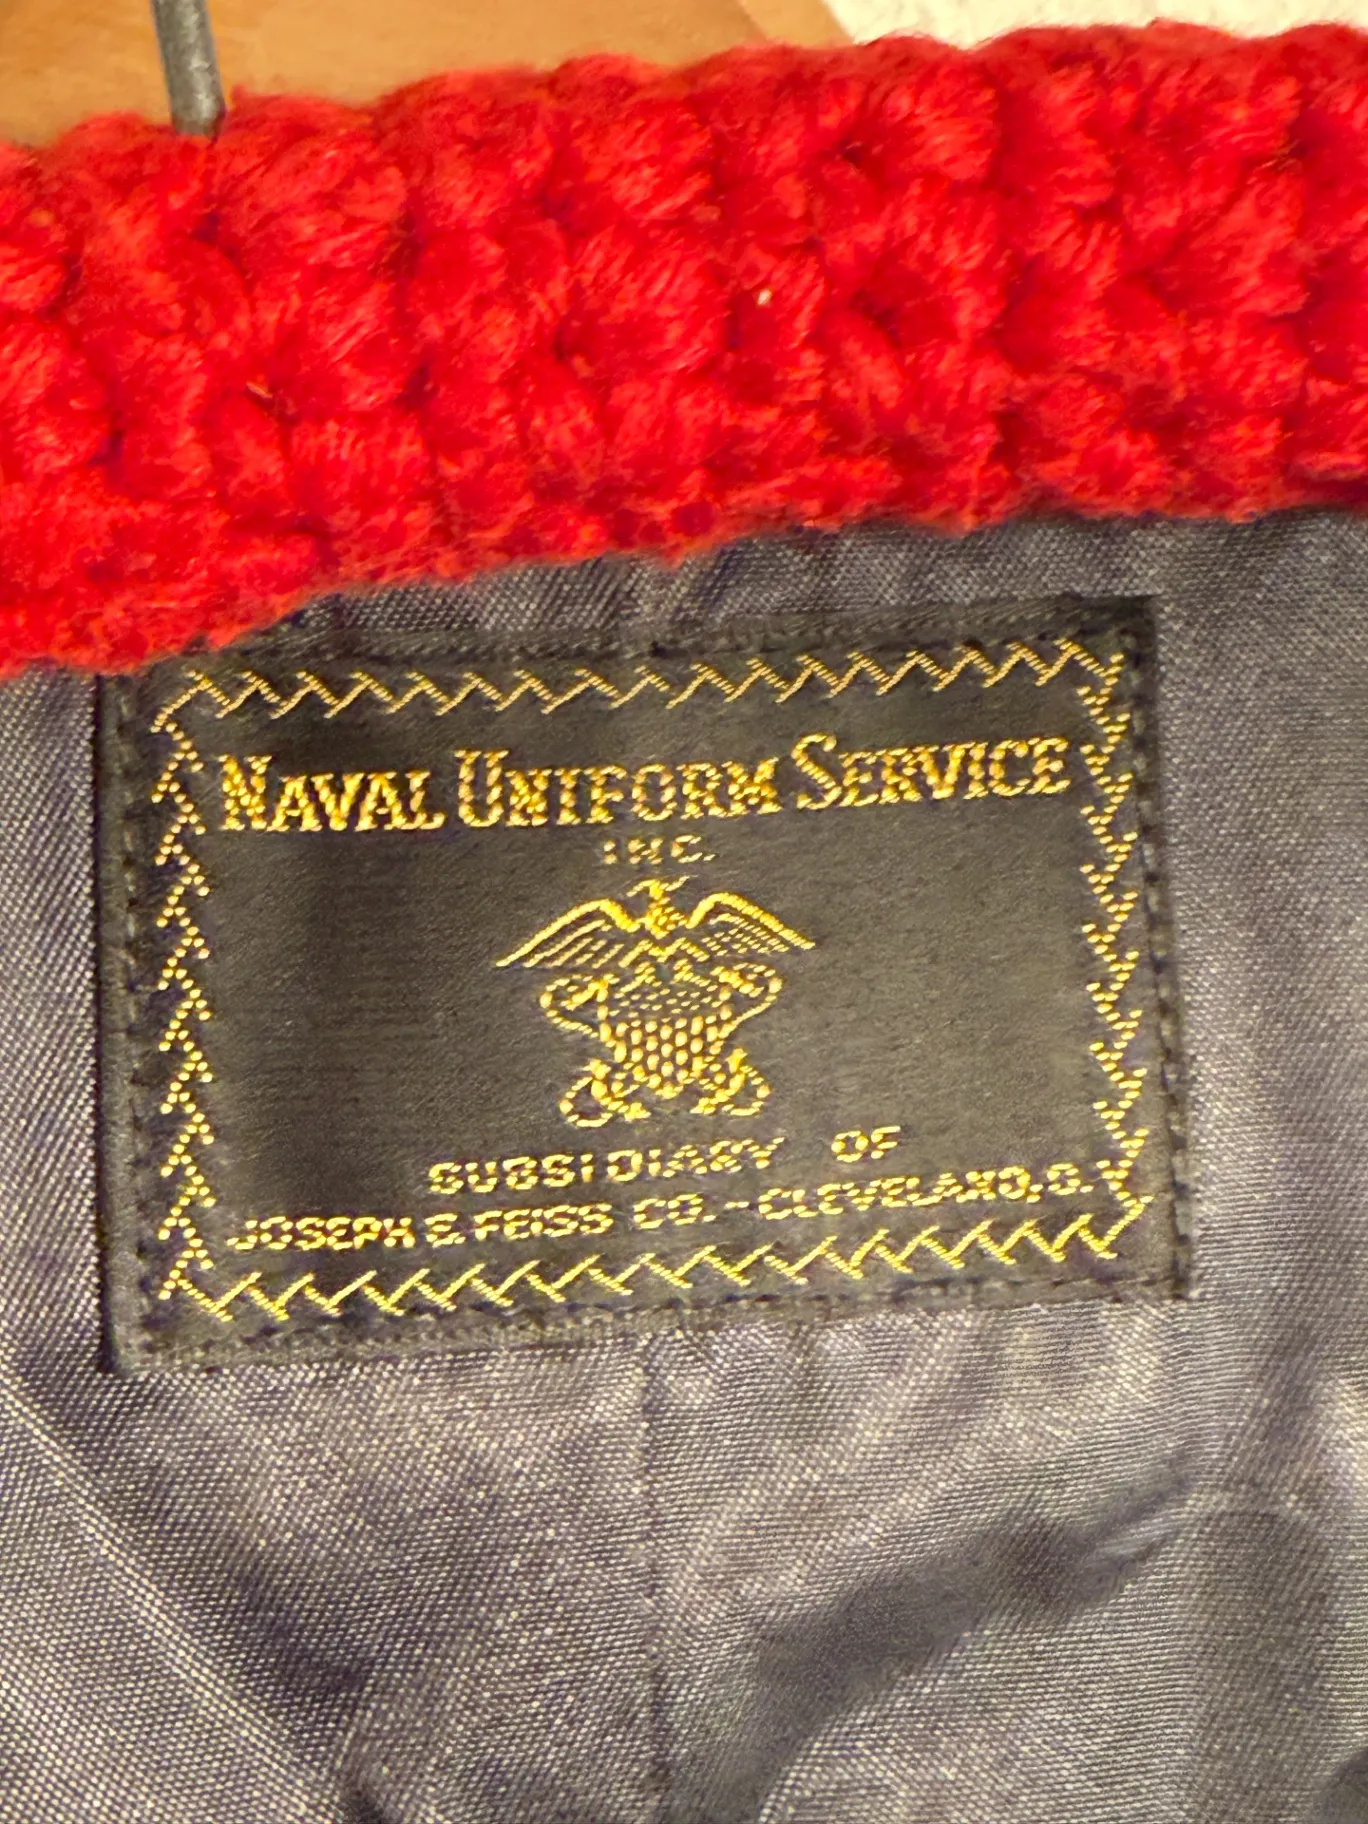 NAVAL UNIFORM SERVICE
INC.
SUBSIDIARY OF
JOSEPH & FEISS CO. - CLEVELAND, O.